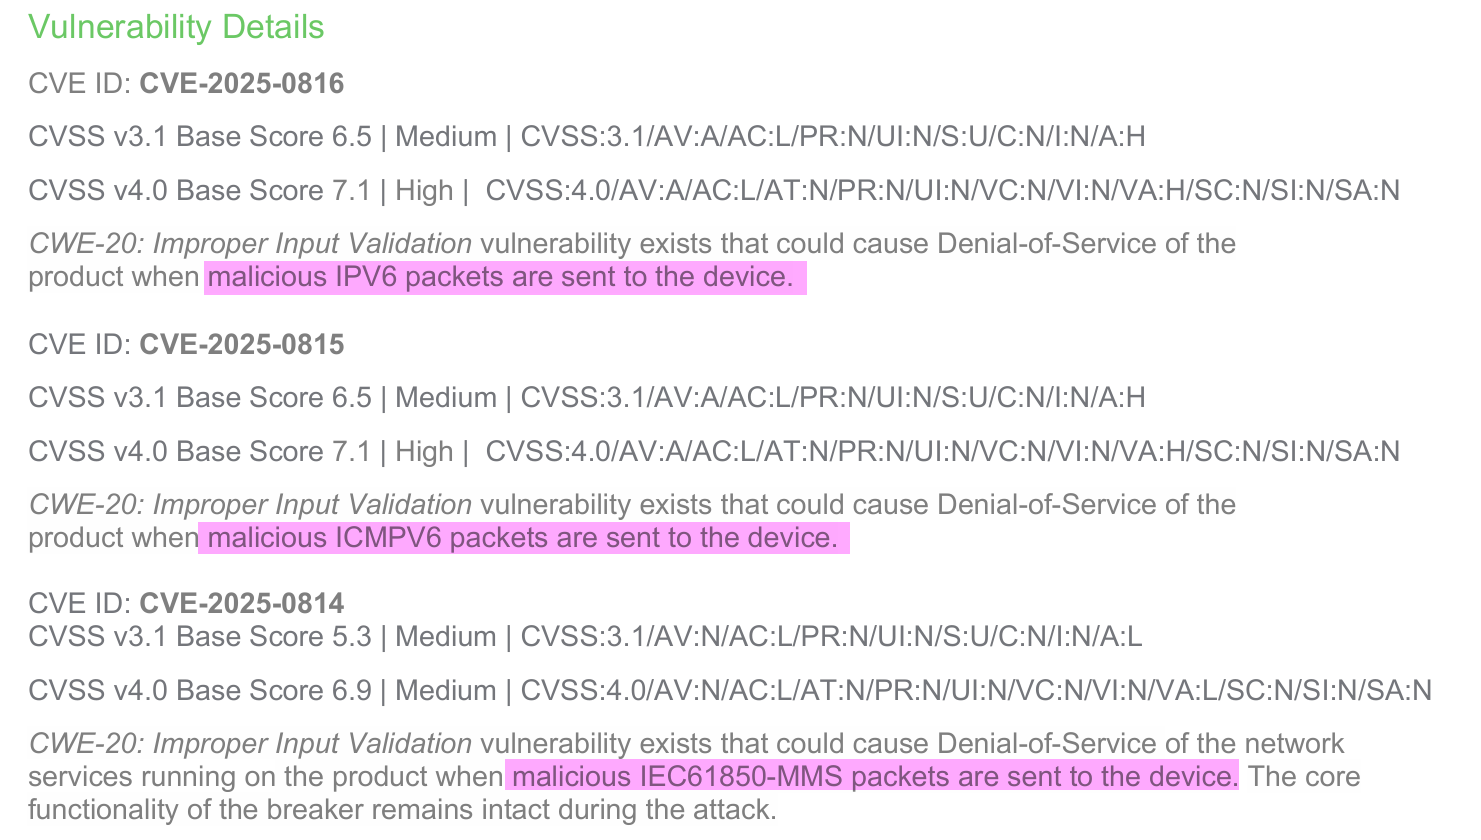 Vulnerability Details
CVE ID: CVE-2025-0816
CVSS v3.1 Base Score 6.5 | Medium | CVSS:3.1/AV:A/AC:L/PR:N/UI:N/S:U/C:N/I:N/A:H
CVSS v4.0 Base Score 7.1 | High |  CVSS:4.0/AV:A/AC:L/AT:N/PR:N/UI:N/VC:N/VI:N/VA:H/SC:N/SI:N/SA:N
CWE-20: Improper Input Validation vulnerability exists that could cause Denial-of-Service of the
product when malicious IPV6 packets are sent to the device.
CVE ID: CVE-2025-0815
CVSS v3.1 Base Score 6.5 | Medium | CVSS:3.1/AV:A/AC:L/PR:N/UI:N/S:U/C:N/I:N/A:H
CVSS v4.0 Base Score 7.1 | High |  CVSS:4.0/AV:A/AC:L/AT:N/PR:N/UI:N/VC:N/VI:N/VA:H/SC:N/SI:N/SA:N
CWE-20: Improper Input Validation vulnerability exists that could cause Denial-of-Service of the
product when malicious ICMPV6 packets are sent to the device.
CVE ID: CVE-2025-0814
CVSS v3.1 Base Score 5.3 | Medium | CVSS:3.1/AV:N/AC:L/PR:N/UI:N/S:U/C:N/I:N/A:L
CVSS v4.0 Base Score 6.9 | Medium | CVSS:4.0/AV:N/AC:L/AT:N/PR:N/UI:N/VC:N/VI:N/VA:L/SC:N/SI:N/SA:N
CWE-20: Improper Input Validation vulnerability exists that could cause Denial-of-Service of the network
services running on the product when malicious IEC61850-MMS packets are sent to the device. The core
functionality of the breaker remains intact during the attack.